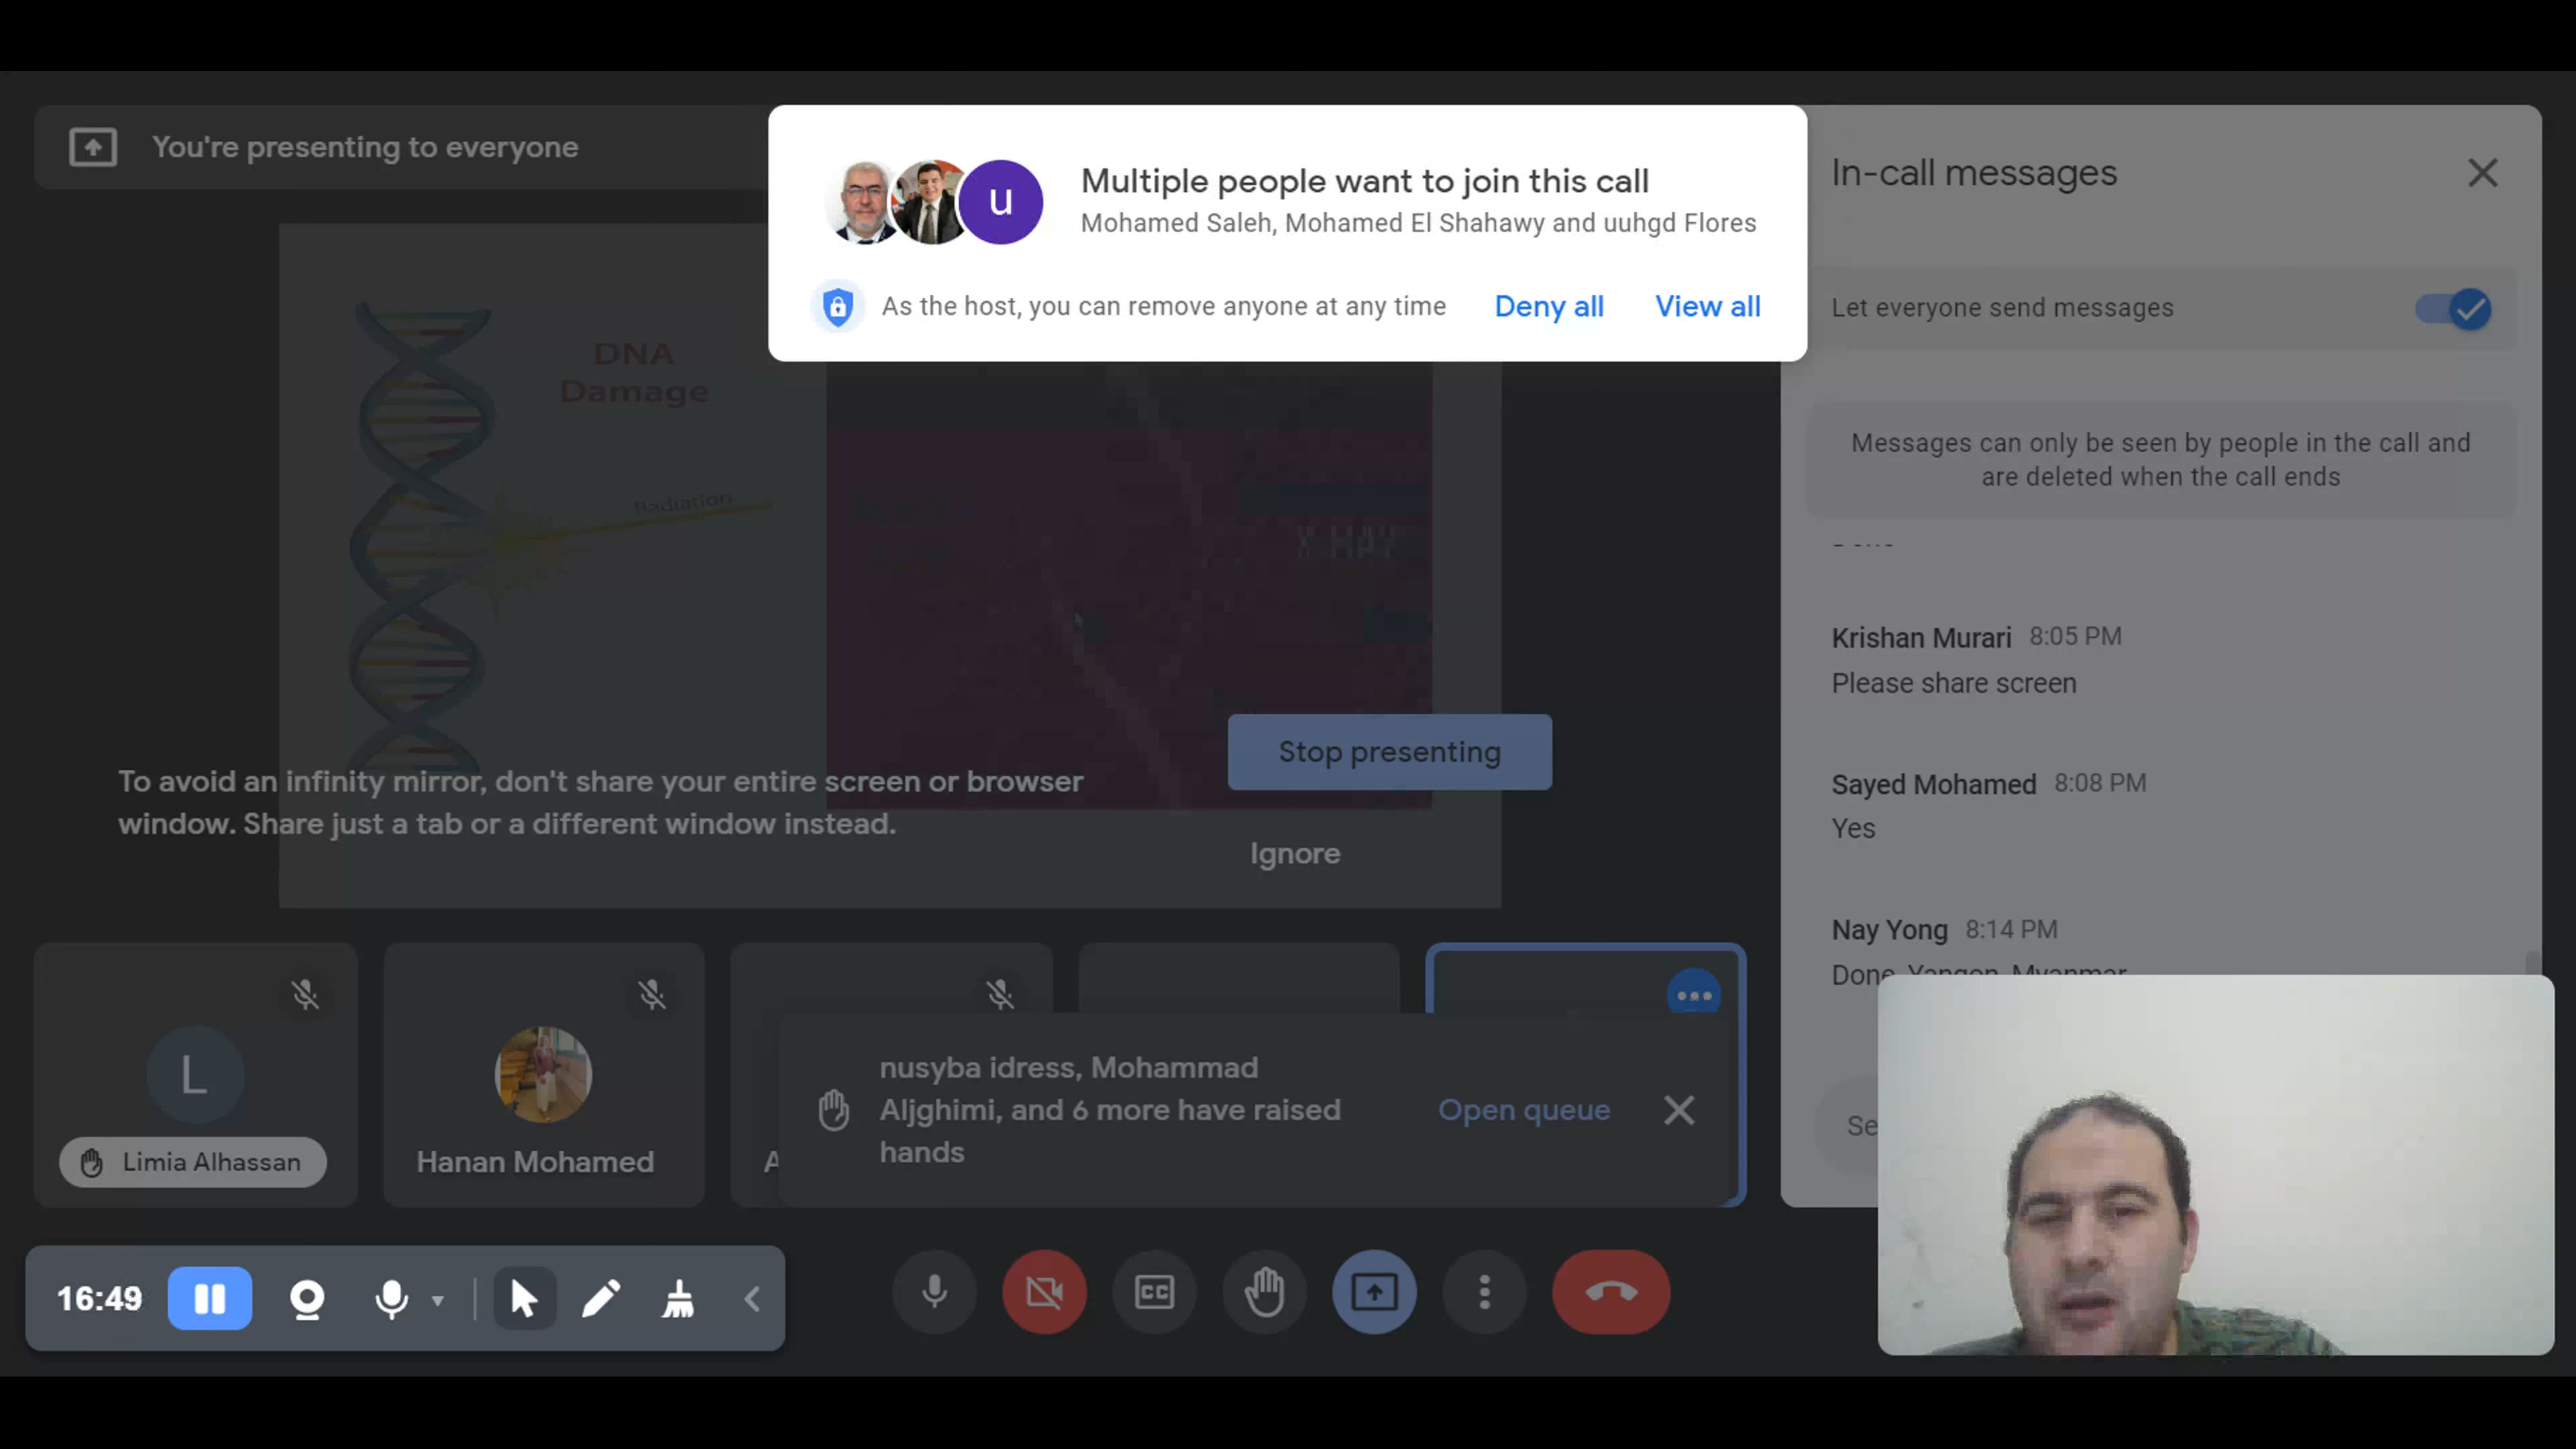 You're presenting to everyone
u
Multiple people want to join this call
Mohamed Saleh, Mohamed El Shahawy and uuhgd Flores
As the host, you can remove anyone at any time
Deny all
View all
In-call messages
Let everyone send messages
Messages can only be seen by people in the call and
are deleted when the call ends
DNA
Damage
Radiation
Krishan Murari 8:05 PM
Please share screen
Sayed Mohamed 8:08 PM
Yes
Nay Yong 8:14 PM
Done, Yangon, Myanmar
Stop presenting
To avoid an infinity mirror, don't share your entire screen or browser
window. Share just a tab or a different window instead.
Ignore
L
Limia Alhassan
Hanan Mohamed
A
nusyba idress, Mohammad
Aljghimi, and 6 more have raised
hands
Open queue
Se
16:49
CC